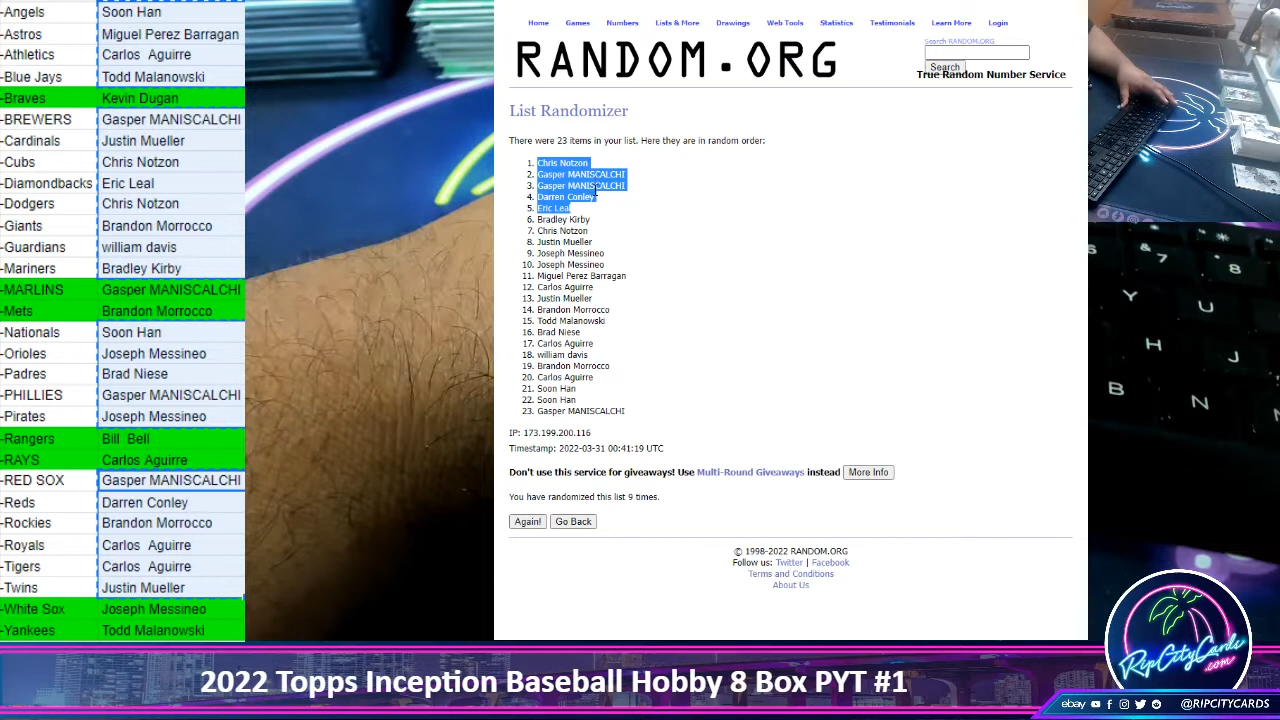 -Angels Soon Han
-Astros Miguel Perez Barragan
-Athletics Carlos Aguirre
-Blue Jays Todd Malanowski
-Braves Kevin Dugan
-BREWERS Gasper MANISCALCHI
-Cardinals Justin Mueller
-Cubs Chris Notzon
-Diamondbacks Eric Leal
-Dodgers Chris Notzon
-Giants Brandon Morrocco
-Guardians william davis
-Mariners Bradley Kirby
-MARLINS Gasper MANISCALCHI
-Mets Brandon Morrocco
-Nationals Soon Han
-Orioles Joseph Messineo
-Padres Brad Niese
-PHILLIES Gasper MANISCALCHI
-Pirates Joseph Messineo
-Rangers Bill Bell
-RAYS Carlos Aguirre
-RED SOX Gasper MANISCALCHI
-Reds Darren Conley
-Rockies Brandon Morrocco
-Royals Carlos Aguirre
-Tigers Carlos Aguirre
-Twins Justin Mueller
-White Sox Joseph Messineo
-Yankees Todd Malanowski
Home Games Numbers Lists & More Drawings Web Tools Statistics Testimonials Learn More Login
RANDOM.ORG
Search RANDOM.ORG
Search
True Random Number Service
List Randomizer
There were 23 items in your list. Here they are in random order:
1. Chris Notzon
2. Gasper MANISCALCHI
3. Gasper MANISCALCHI
4. Darren Conley
5. Eric Leal
6. Bradley Kirby
7. Chris Notzon
8. Justin Mueller
9. Joseph Messineo
10. Joseph Messineo
11. Miguel Perez Barragan
12. Carlos Aguirre
13. Justin Mueller
14. Brandon Morrocco
15. Todd Malanowski
16. Brad Niese
17. Carlos Aguirre
18. william davis
19. Brandon Morrocco
20. Carlos Aguirre
21. Soon Han
22. Soon Han
23. Gasper MANISCALCHI
IP: 173.199.200.116
Timestamp: 2022-03-31 00:41:19 UTC
Don't use this service for giveaways! Use Multi-Round Giveaways instead More Info
You have randomized this list 9 times.
Again! Go Back
© 1998-2022 RANDOM.ORG
Follow us: Twitter | Facebook
Terms and Conditions
About Us
Y U
H J
B N
RipCityCards
.com
2022 Topps Inception Baseball Hobby 8 Box PYT #1
ebay @RIPCITYCARDS